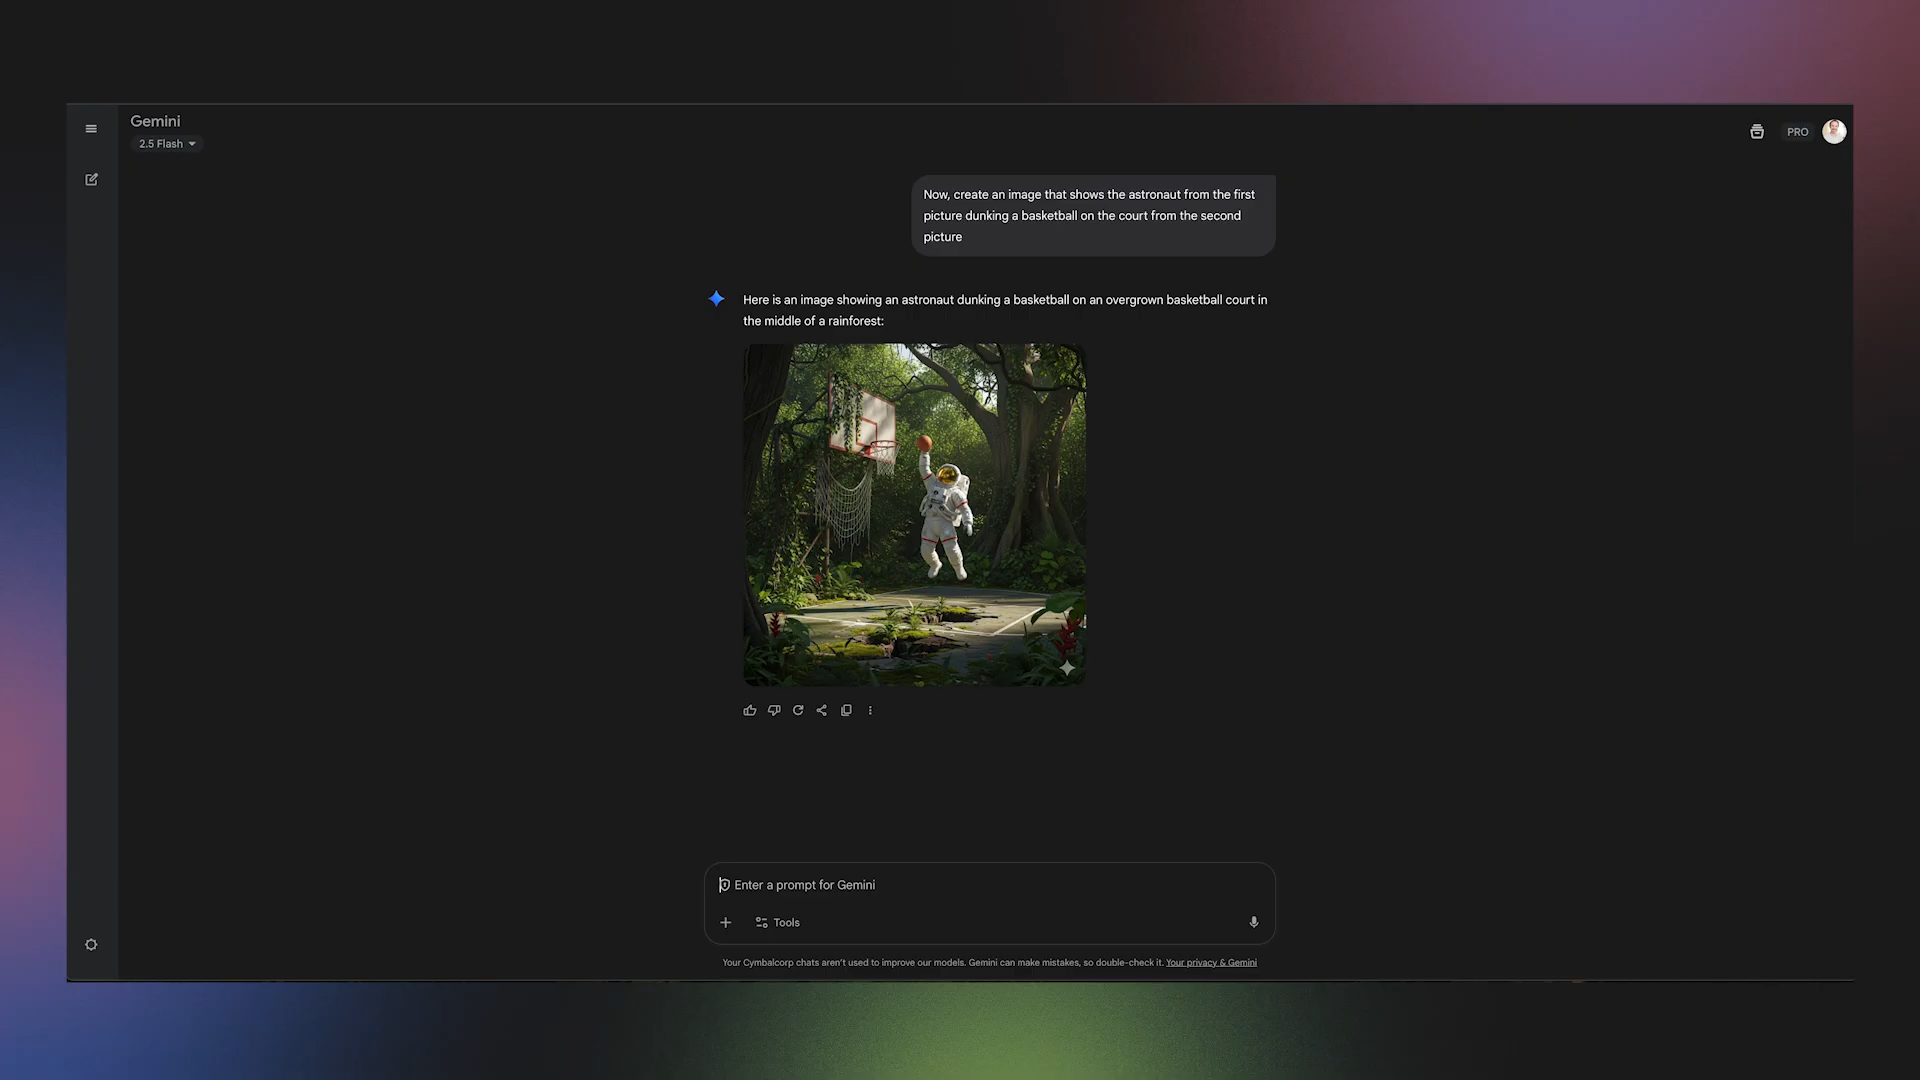 Gemini
2.5 Flash
PRO
Now, create an image that shows the astronaut from the first
picture dunking a basketball on the court from the second
picture
Here is an image showing an astronaut dunking a basketball on an overgrown basketball court in
the middle of a rainforest:
Enter a prompt for Gemini
Tools
Your Cymbalcorp chats aren't used to improve our models. Gemini can make mistakes, so double-check it. Your privacy & Gemini